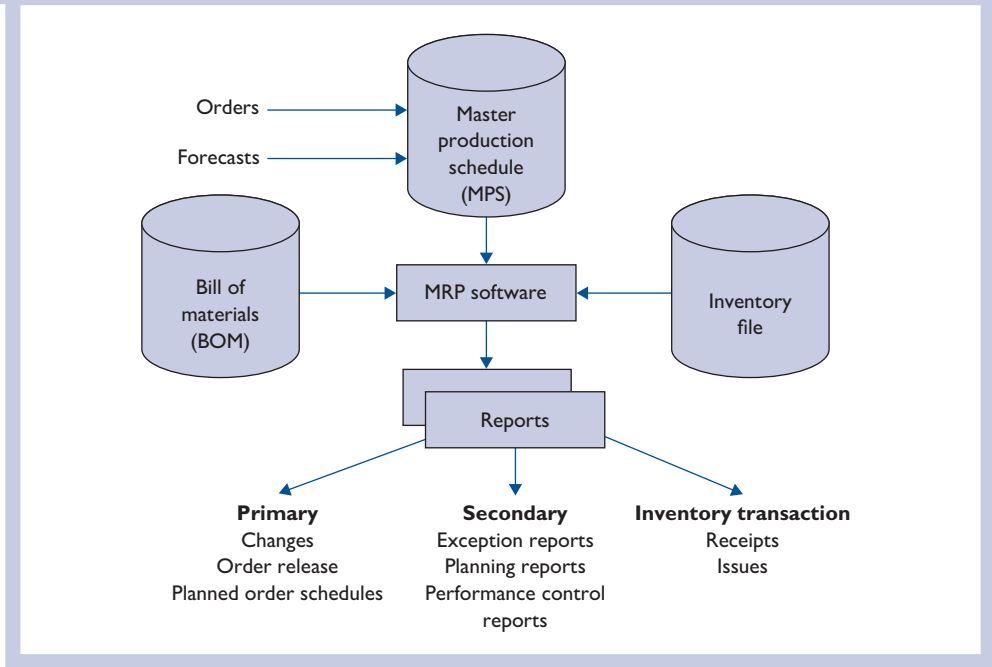 Orders
Forecasts
Master
production
schedule
(MPS)
Bill of
materials
(BOM)
MRP software
Inventory
file
Reports
Primary
Changes
Order release
Planned order schedules
Secondary
Exception reports
Planning reports
Performance control
reports
Inventory transaction
Receipts
Issues